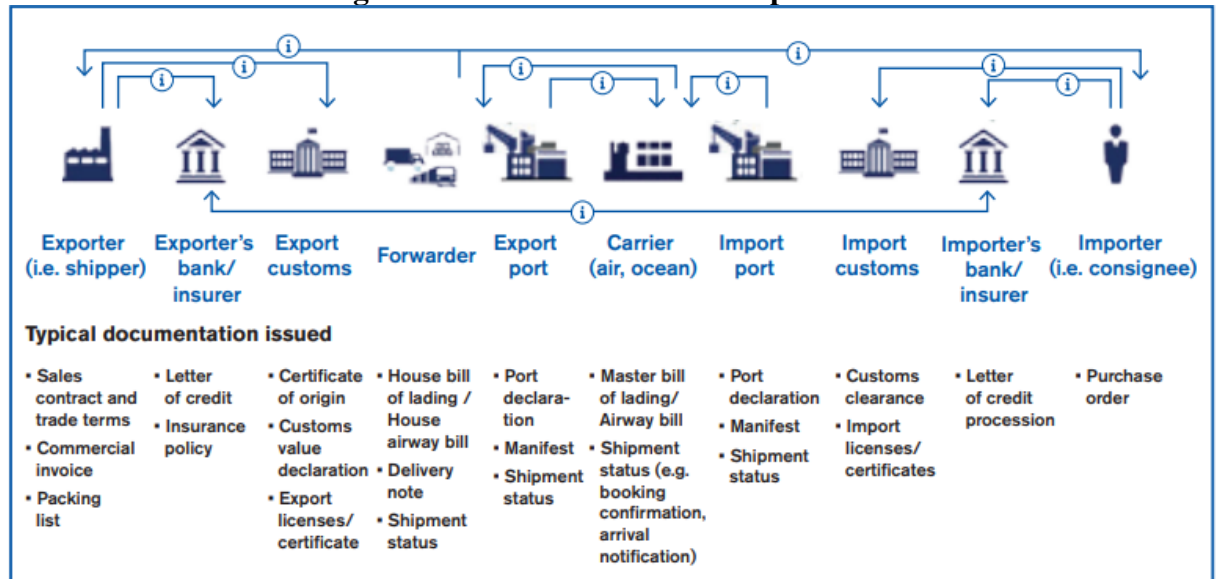 i
i
i
i
i
i
i
i
i
i
Exporter
(i.e. shipper)
Exporter's
bank/
insurer
Export
customs
Forwarder
Export
port
Carrier
(air, ocean)
Import
port
Import
customs
Importer's
bank/
insurer
Importer
(i.e. consignee)
Typical documentation issued
▪ Sales
contract and
trade terms
▪ Commercial
invoice
▪ Packing
list
▪ Letter
of credit
▪ Insurance
policy
▪ Certificate
of origin
▪ Customs
value
declaration
▪ Export
licenses/
certificate
▪ House bill
of lading /
House
airway bill
▪ Delivery
note
▪ Shipment
status
▪ Port
declara-
tion
▪ Manifest
▪ Shipment
status
▪ Master bill
of lading/
Airway bill
▪ Shipment
status (e.g.
booking
confirmation,
arrival
notification)
▪ Port
declaration
▪ Manifest
▪ Shipment
status
▪ Customs
clearance
▪ Import
licenses/
certificates
▪ Letter
of credit
procession
▪ Purchase
order